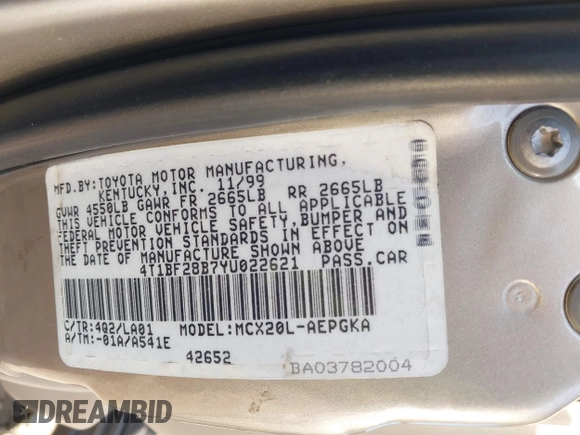 MFD.BY:TOYOTA MOTOR MANUFACTURING,
KENTUCKY,INC. 11/99
GVWR 4550LB GAWR FR 2665LB RR 2665LB
THIS VEHICLE CONFORMS TO ALL APPLICABLE
FEDERAL MOTOR VEHICLE SAFETY,BUMPER AND
THEFT PREVENTION STANDARDS IN EFFECT ON
THE DATE OF MANUFACTURE SHOWN ABOVE
4T1BF28B7YU022621 PASS.CAR
C/TR:4Q2/LA01 MODEL:MCX20L-AEPGKA
A/TM:-01A/A541E
42652
BA03782004
DREAMBID